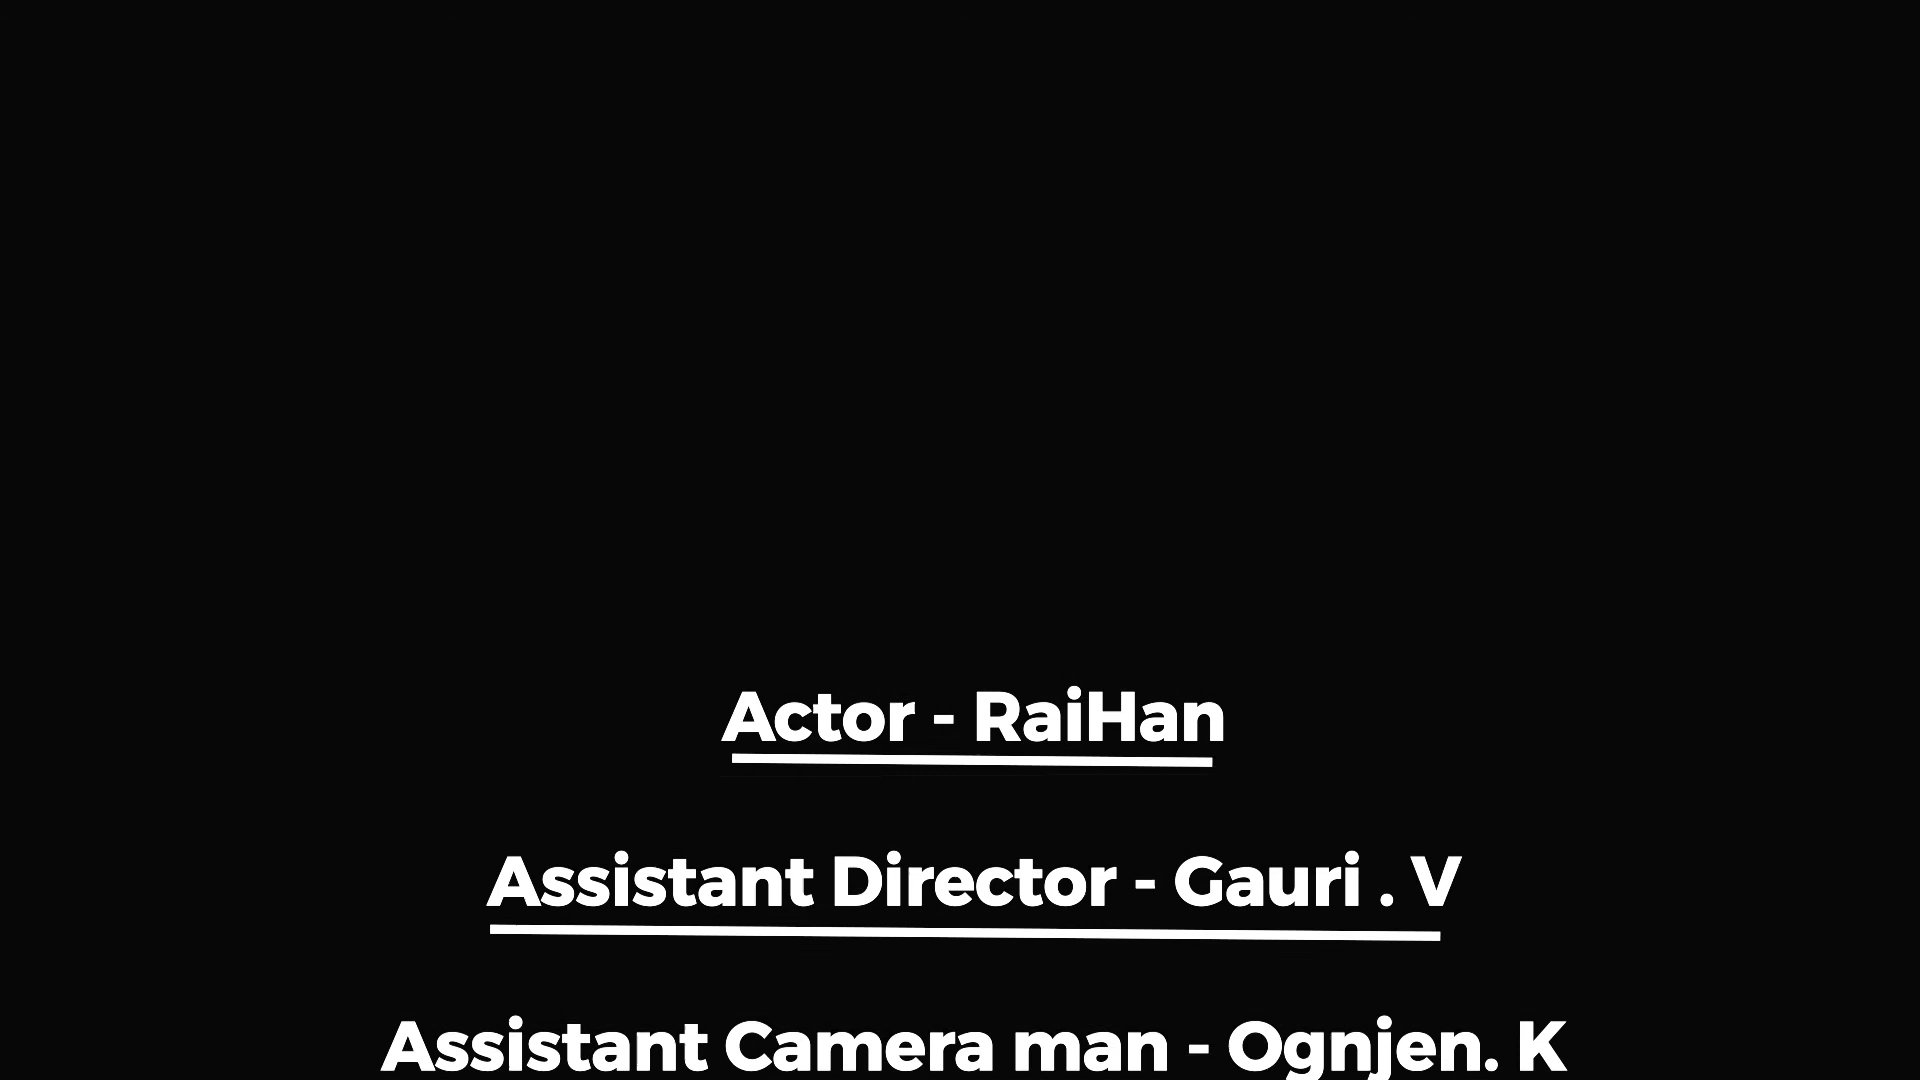 Actor - RaiHan
Assistant Director - Gauri . V
Assistant Camera man - Ognjen. K